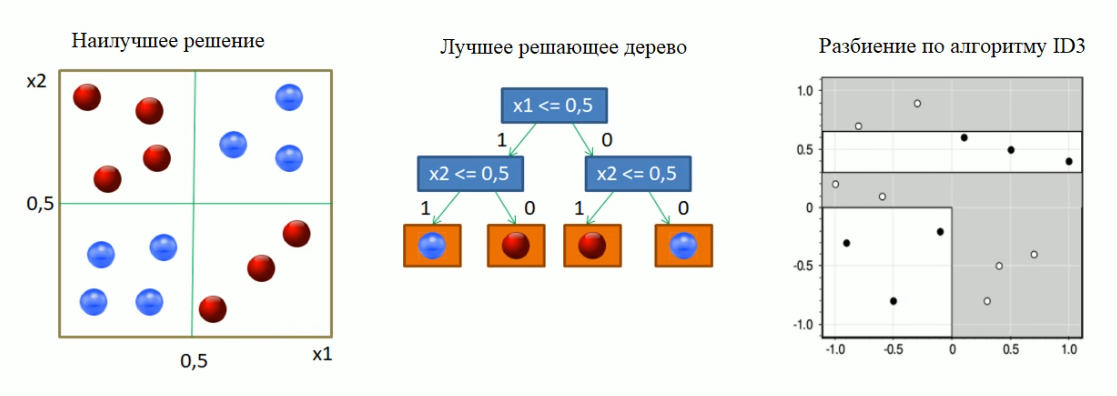 Наилучшее решение
x2
0,5
0,5
x1
Лучшее решающее дерево
x1 <= 0,5
1
0
x2 <= 0,5
x2 <= 0,5
1
0
1
0
Разбиение по алгоритму ID3
1.0
0.5
0
-0.5
-1.0
-1.0
-0.5
0
0.5
1.0